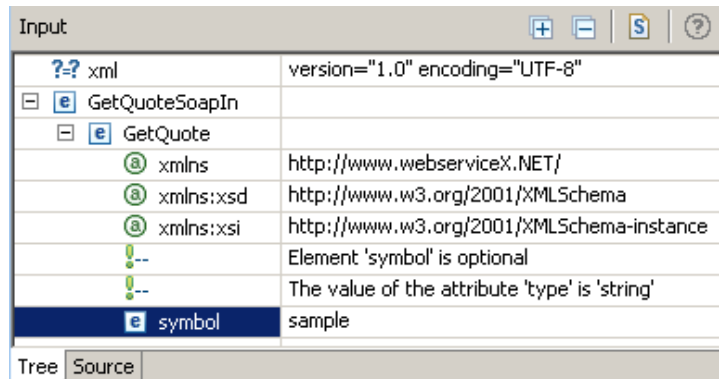 Input
S
?
?=? xml version="1.0" encoding="UTF-8"
e GetQuoteSoapIn
e GetQuote
a xmlns http://www.webserviceX.NET/
a xmlns:xsd http://www.w3.org/2001/XMLSchema
a xmlns:xsi http://www.w3.org/2001/XMLSchema-instance
!-- Element 'symbol' is optional
!-- The value of the attribute 'type' is 'string'
e symbol sample
Tree Source